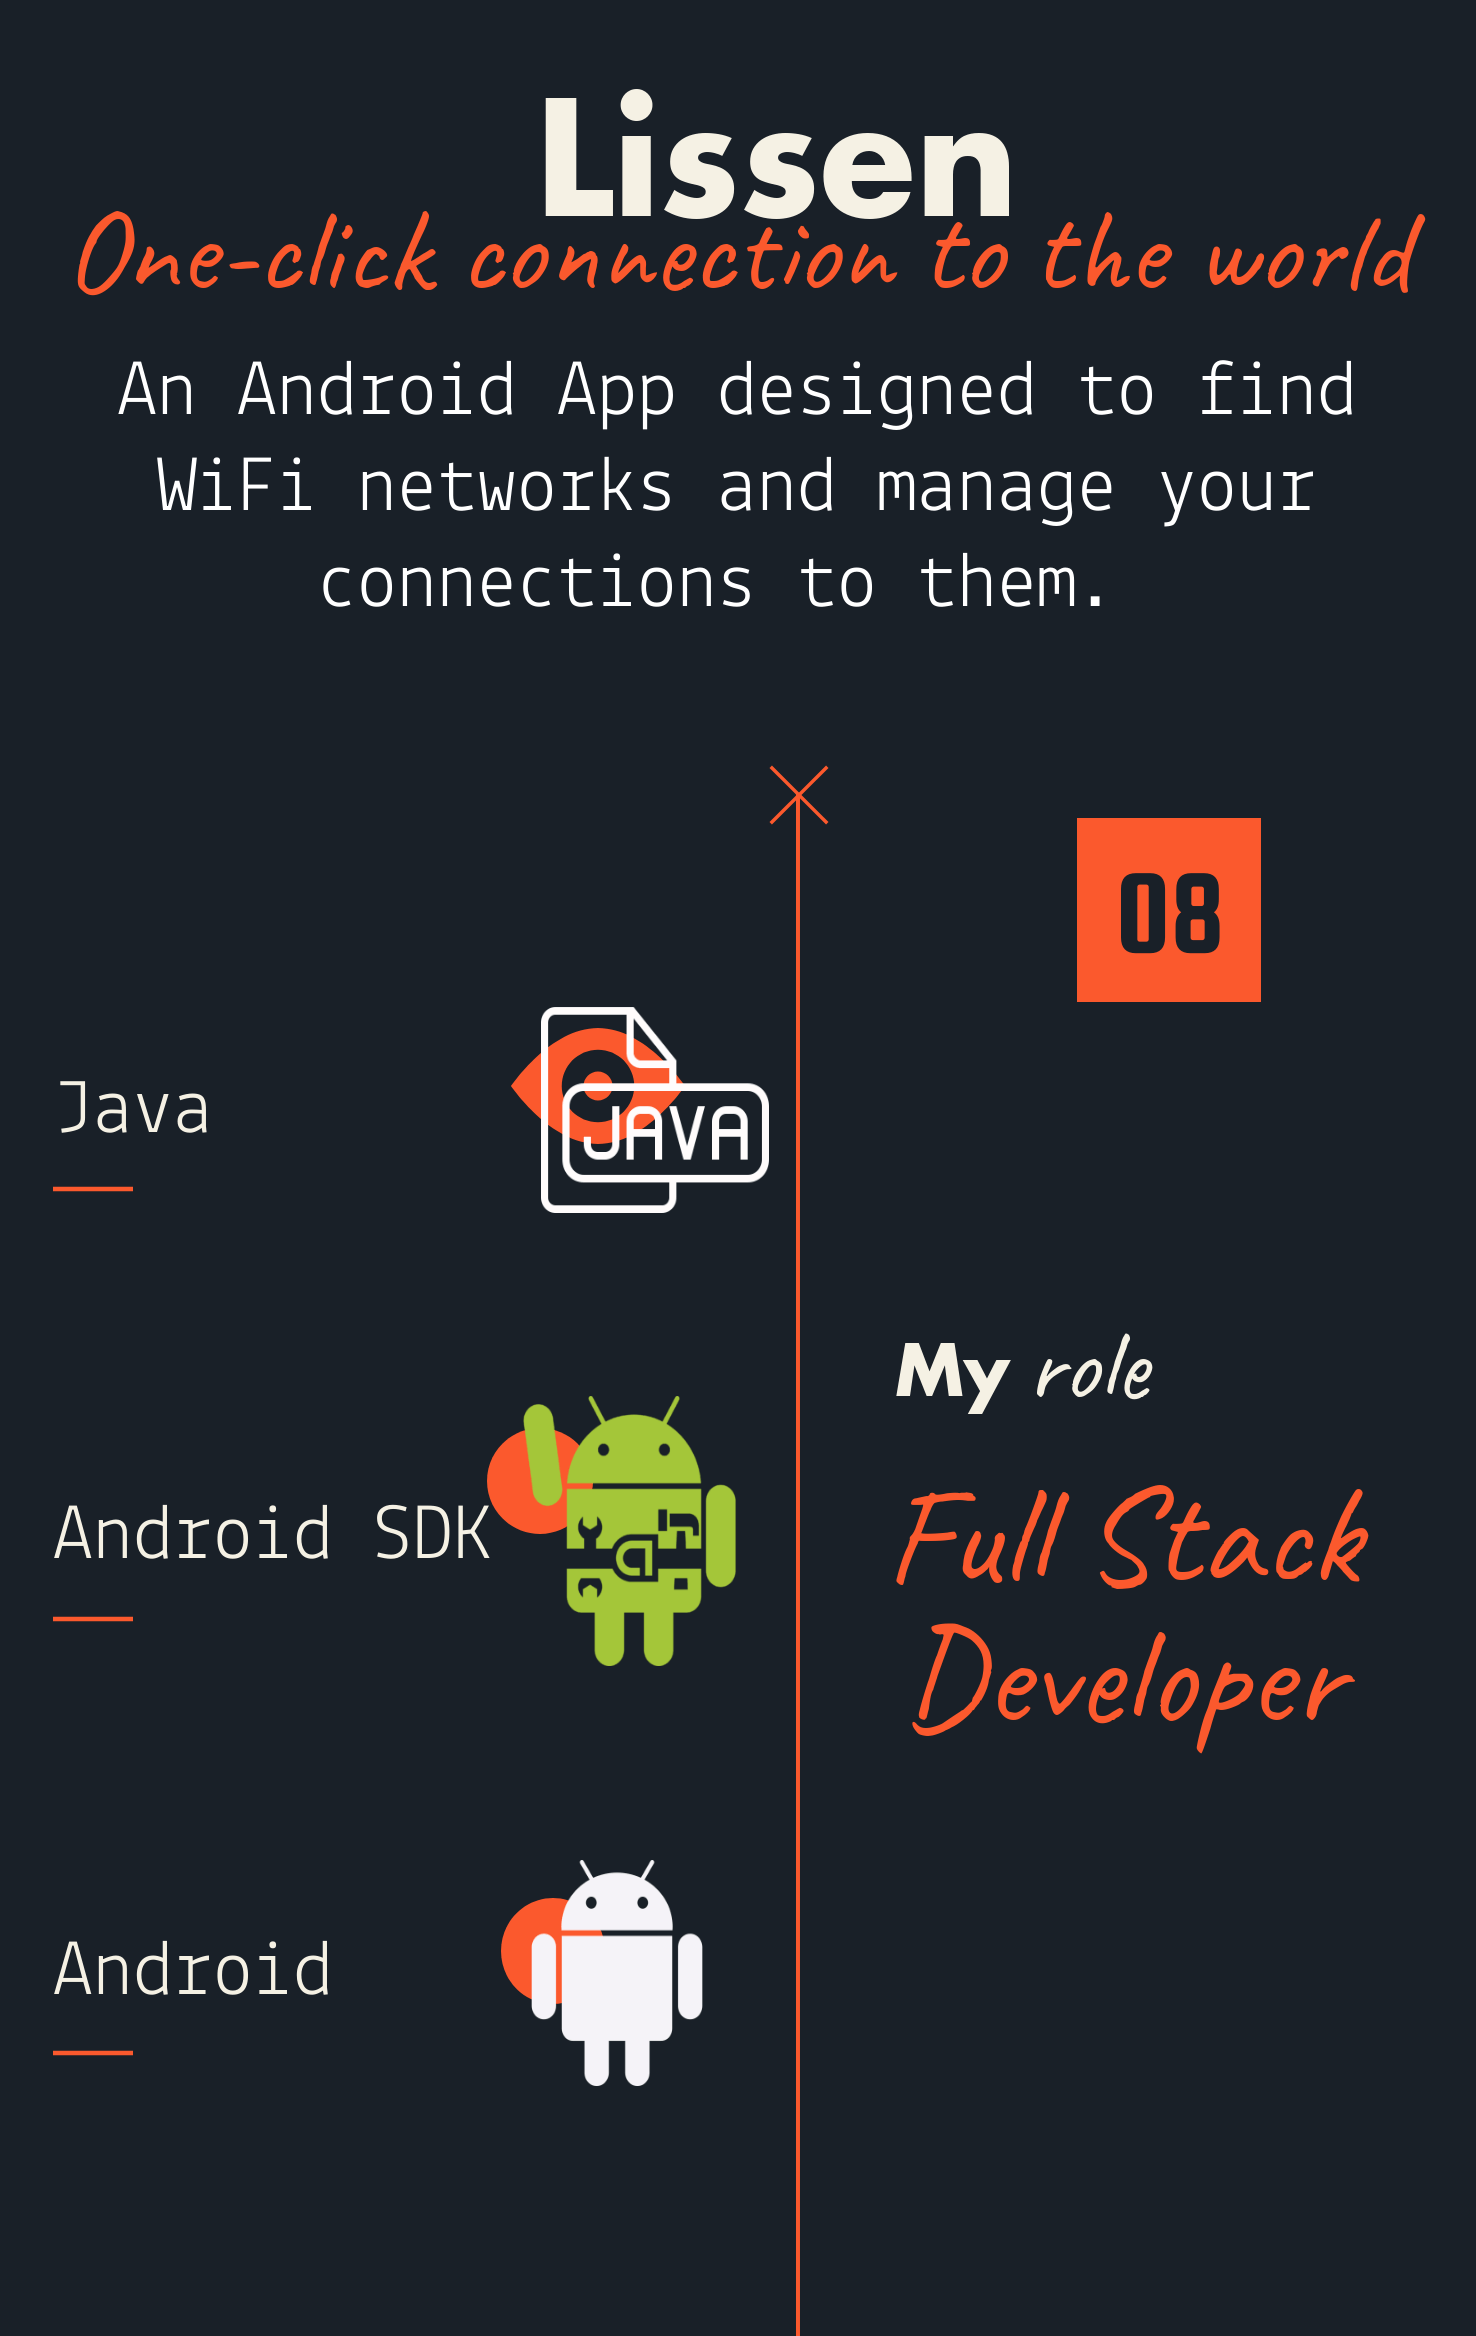 Lissen
One-click connection to the world
An Android App designed to find
WiFi networks and manage your
connections to them.
08
Java
JAVA
My role
Android SDK
Full Stack
Developer
Android